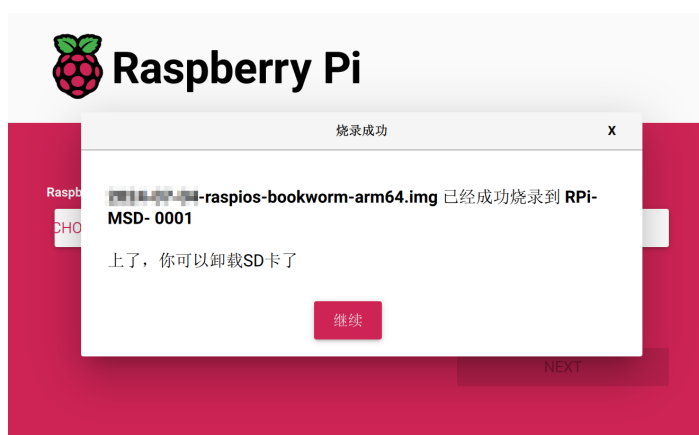 Raspberry Pi
烧录成功
X
Raspb
-raspios-bookworm-arm64.img 已经成功烧录到 RPi-
MSD- 0001
CHO
上了，你可以卸载SD卡了
继续
NEXT